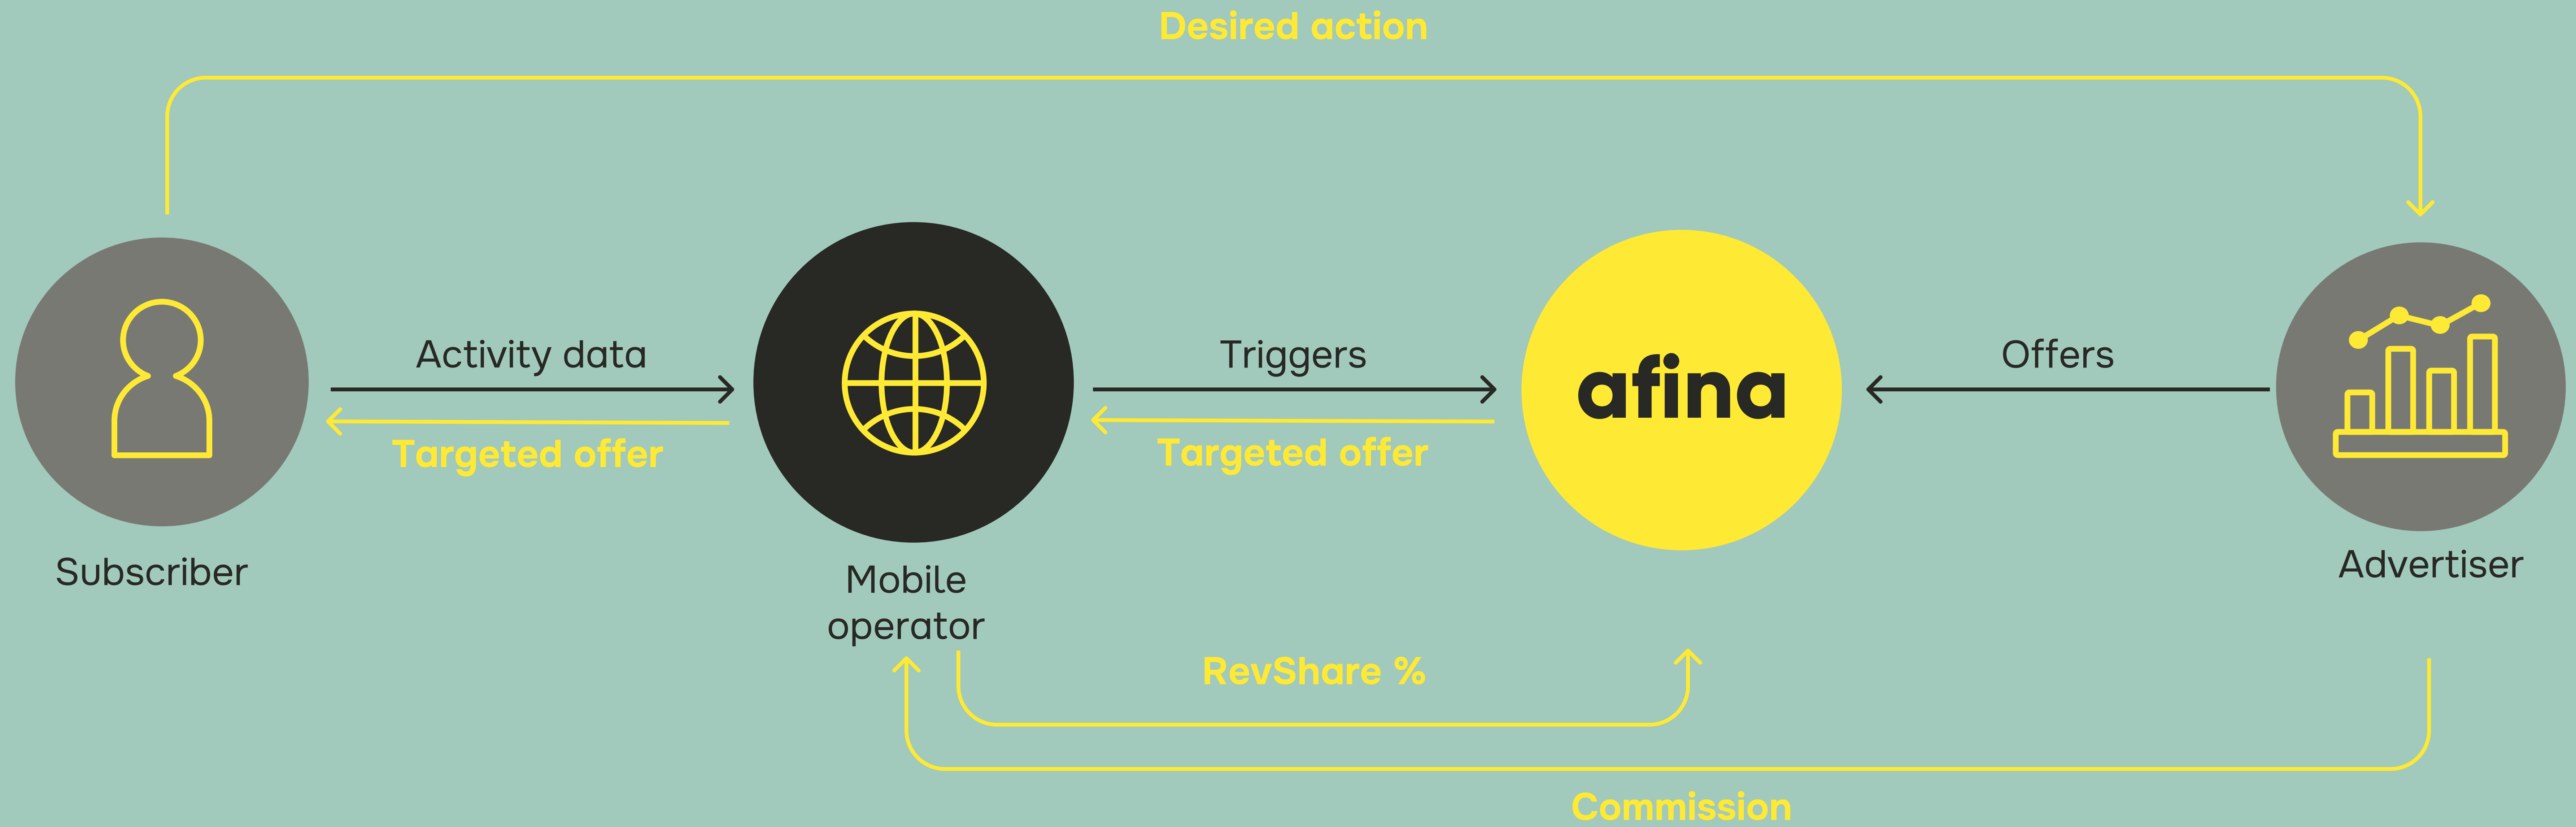 Desired action
Activity data
Targeted offer
Triggers
Targeted offer
afina
Offers
Subscriber
Mobile
operator
Advertiser
RevShare %
Commission